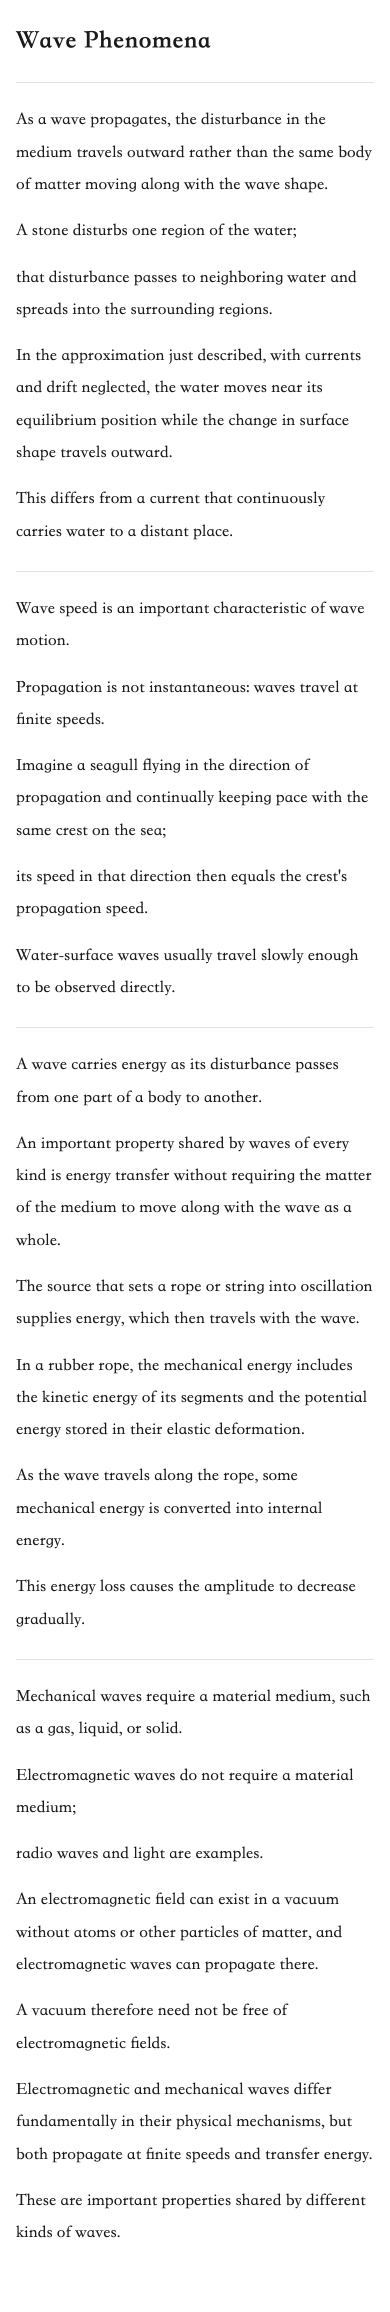 Wave Phenomena
As a wave propagates, the disturbance in the
medium travels outward rather than the same body
of matter moving along with the wave shape.
A stone disturbs one region of the water;
that disturbance passes to neighboring water and
spreads into the surrounding regions.
In the approximation just described, with currents
and drift neglected, the water moves near its
equilibrium position while the change in surface
shape travels outward.
This differs from a current that continuously
carries water to a distant place.
Wave speed is an important characteristic of wave
motion.
Propagation is not instantaneous: waves travel at
finite speeds.
Imagine a seagull flying in the direction of
propagation and continually keeping pace with the
same crest on the sea;
its speed in that direction then equals the crest's
propagation speed.
Water-surface waves usually travel slowly enough
to be observed directly.
A wave carries energy as its disturbance passes
from one part of a body to another.
An important property shared by waves of every
kind is energy transfer without requiring the matter
of the medium to move along with the wave as a
whole.
The source that sets a rope or string into oscillation
supplies energy, which then travels with the wave.
In a rubber rope, the mechanical energy includes
the kinetic energy of its segments and the potential
energy stored in their elastic deformation.
As the wave travels along the rope, some
mechanical energy is converted into internal
energy.
This energy loss causes the amplitude to decrease
gradually.
Mechanical waves require a material medium, such
as a gas, liquid, or solid.
Electromagnetic waves do not require a material
medium;
radio waves and light are examples.
An electromagnetic field can exist in a vacuum
without atoms or other particles of matter, and
electromagnetic waves can propagate there.
A vacuum therefore need not be free of
electromagnetic fields.
Electromagnetic and mechanical waves differ
fundamentally in their physical mechanisms, but
both propagate at finite speeds and transfer energy.
These are important properties shared by different
kinds of waves.